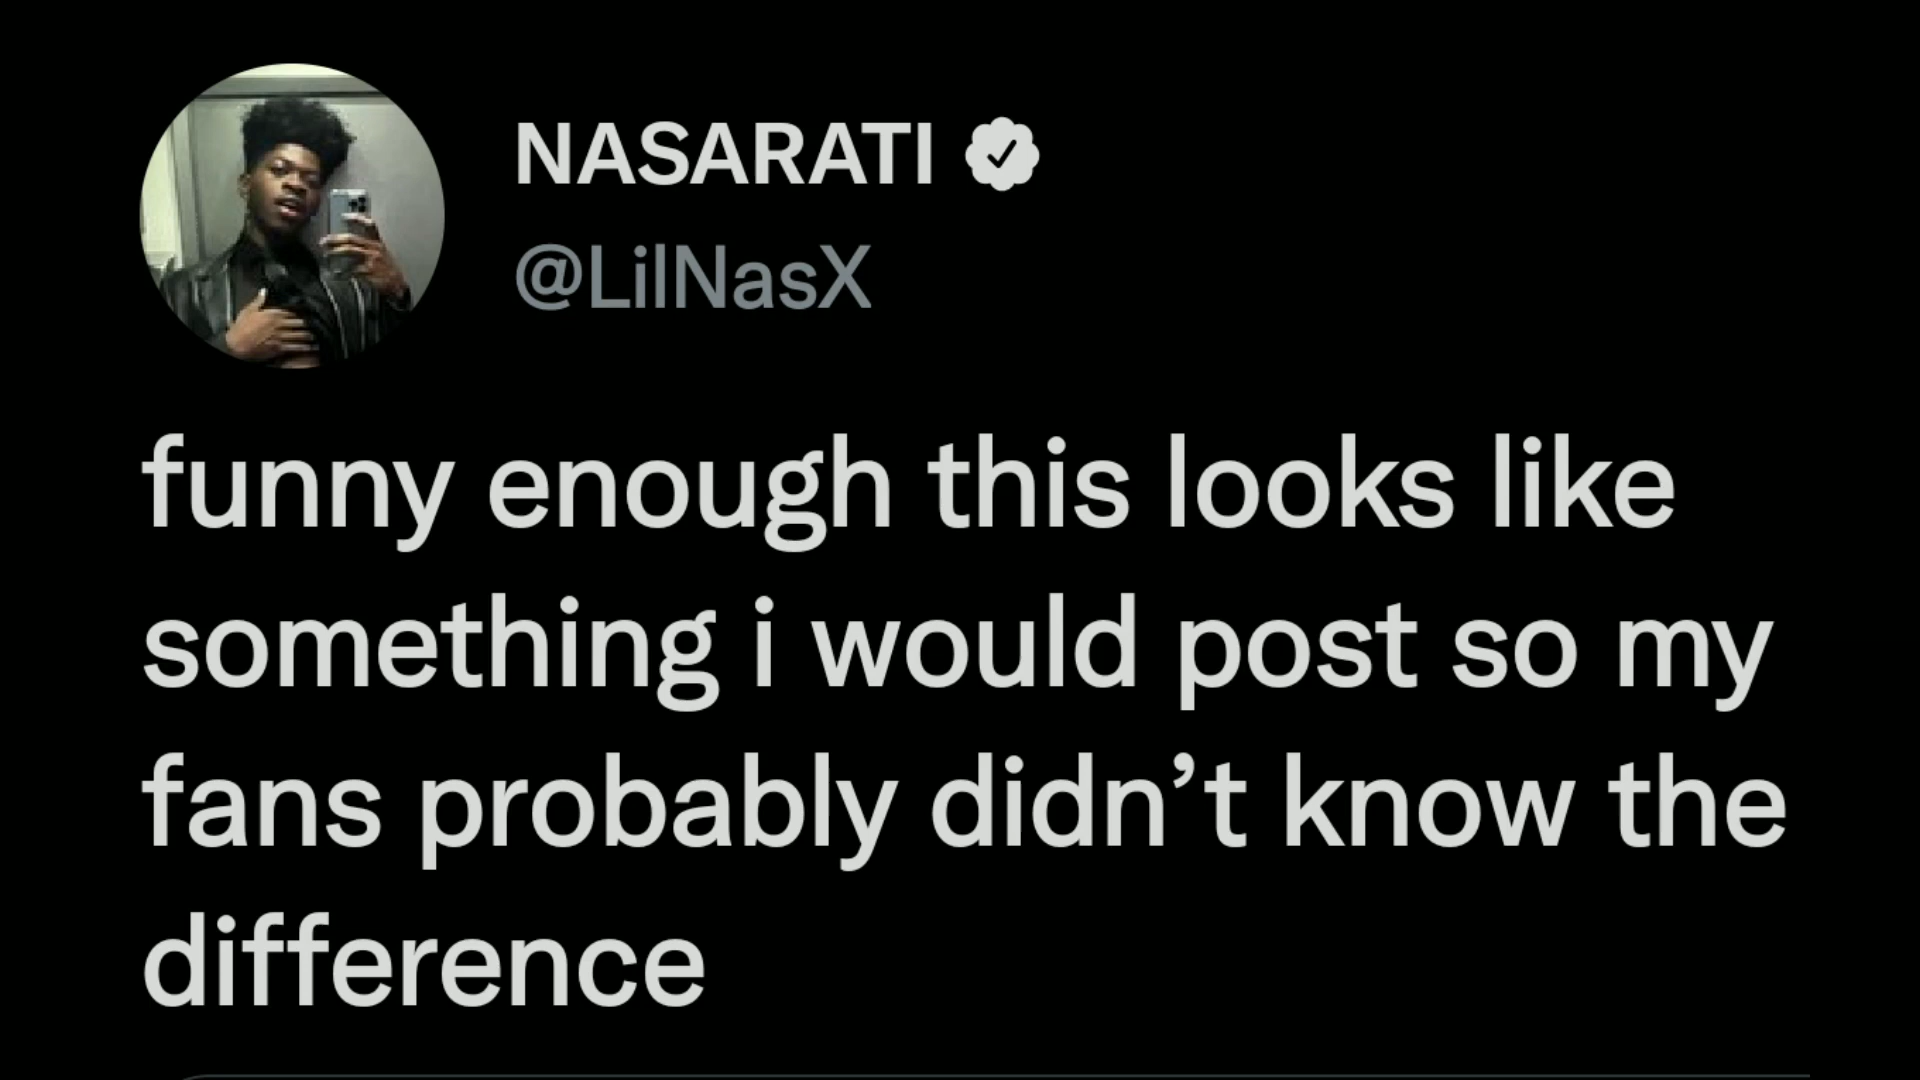 NASARATI
@LilNasX
funny enough this looks like
something i would post so my
fans probably didn’t know the
difference